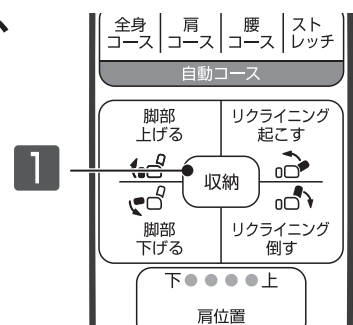 全身
コース
肩
コース
腰
コース
スト
レッチ
自動コース
脚部
上げる
リクライニング
起こす
1
収納
脚部
下げる
リクライニング
倒す
下 上
肩位置